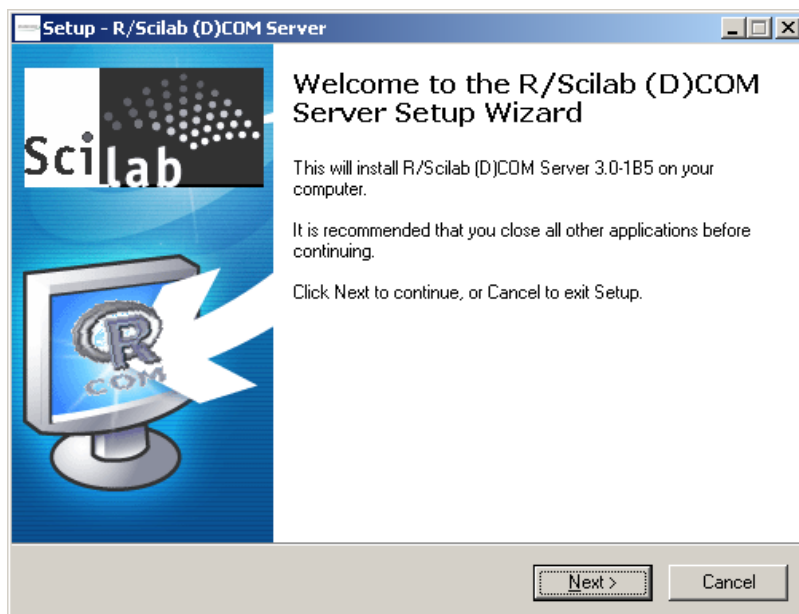 Setup - R/Scilab (D)COM Server
Scilab
R
COM
Welcome to the R/Scilab (D)COM
Server Setup Wizard
This will install R/Scilab (D)COM Server 3.0-1B5 on your
computer.
It is recommended that you close all other applications before
continuing.
Click Next to continue, or Cancel to exit Setup.
Next >
Cancel